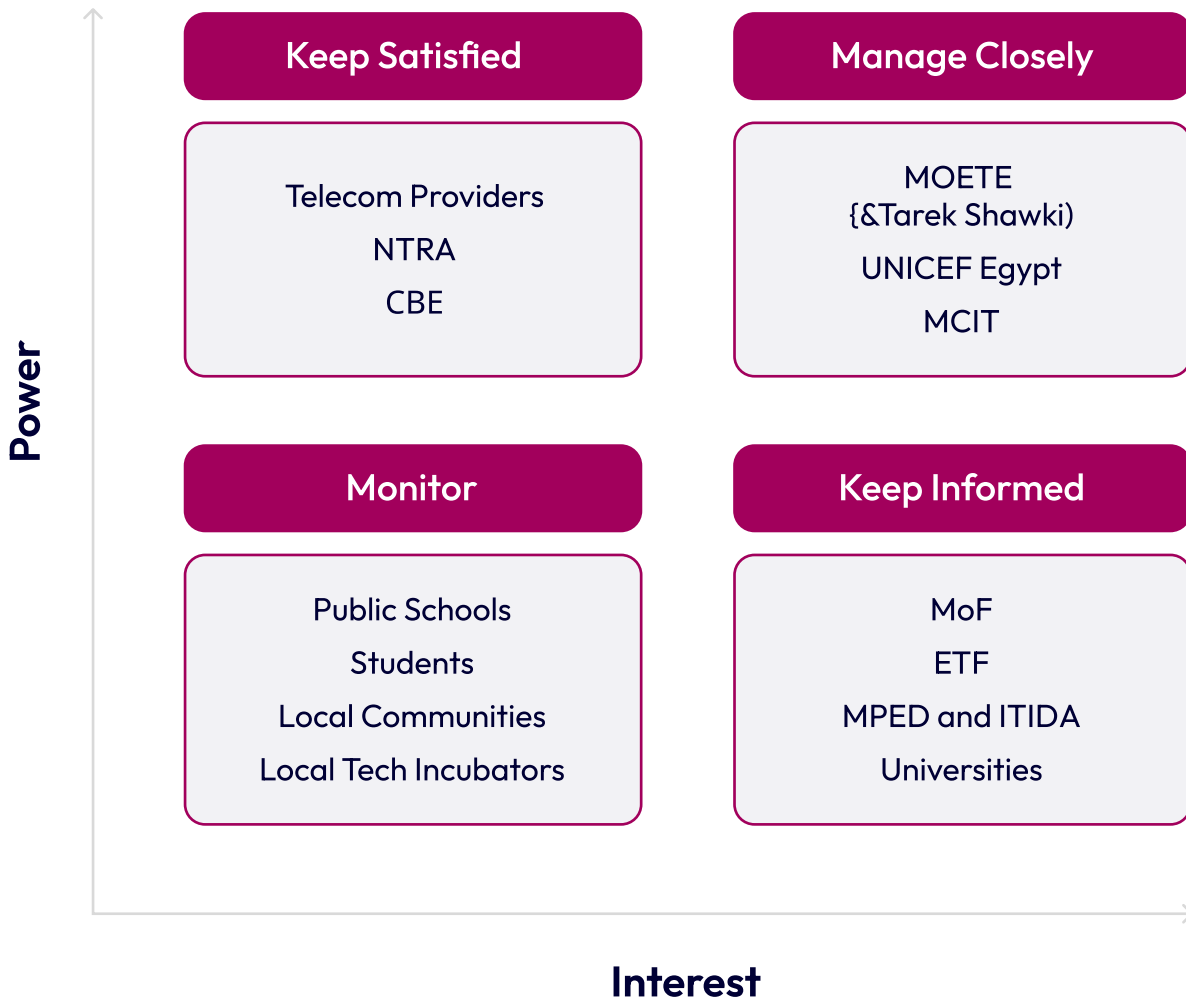 Keep Satisfied
Telecom Providers
NTRA
CBE
Manage Closely
MOETE
{&Tarek Shawki)
UNICEF Egypt
MCIT
Power
Monitor
Public Schools
Students
Local Communities
Local Tech Incubators
Keep Informed
MoF
ETF
MPED and ITIDA
Universities
Interest